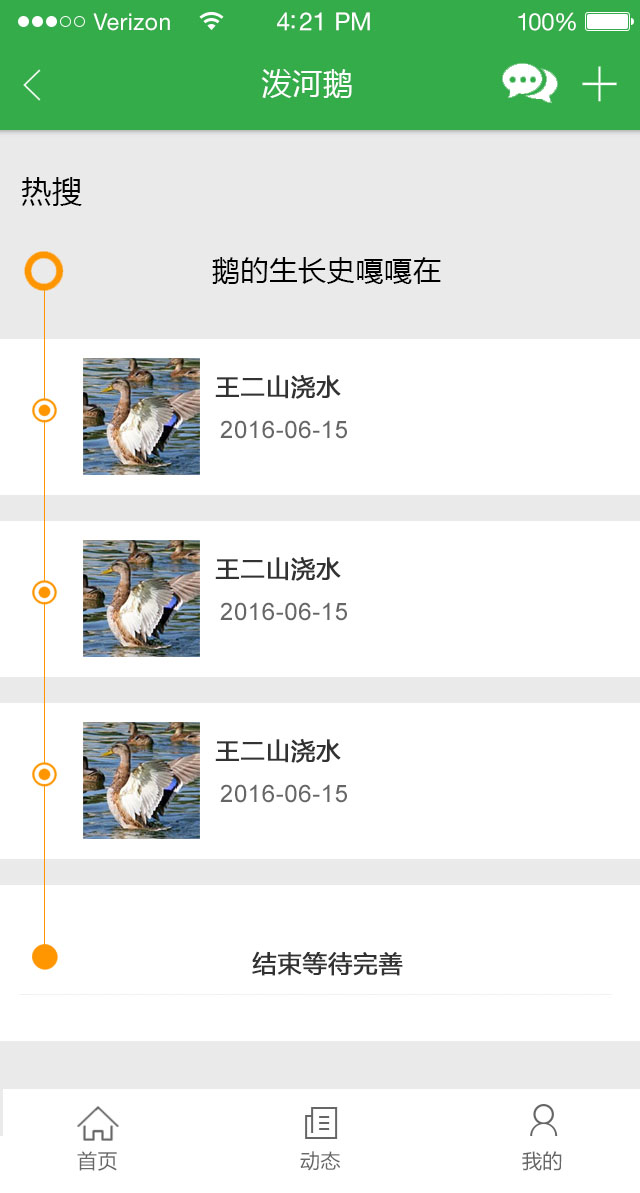 Verizon 4:21 PM 100%
泼河鹅
热搜
鹅的生长史嘎嘎在
王二山浇水
2016-06-15
王二山浇水
2016-06-15
王二山浇水
2016-06-15
结束等待完善
首页 动态 我的